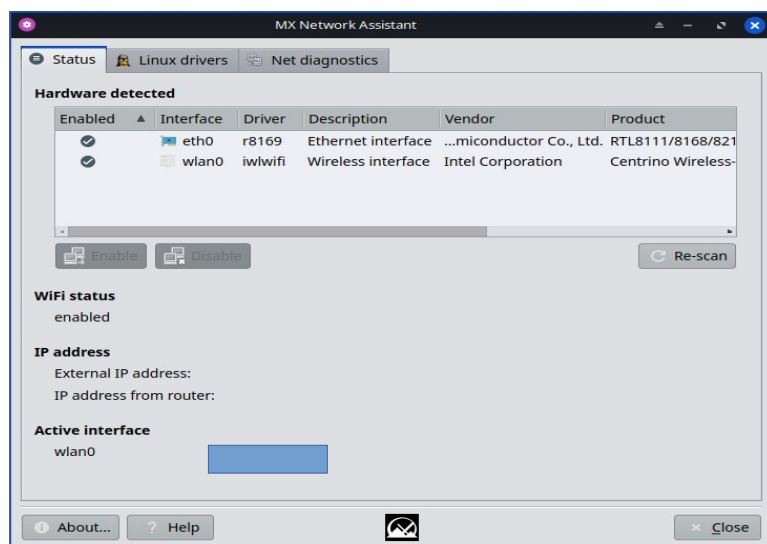 MX Network Assistant
Status Linux drivers Net diagnostics
Hardware detected
Enabled Interface Driver Description Vendor Product
eth0 r8169 Ethernet interface ...miconductor Co., Ltd. RTL8111/8168/821
wlan0 iwlwifi Wireless interface Intel Corporation Centrino Wireless-
Enable Disable Re-scan
WiFi status
enabled
IP address
External IP address:
IP address from router:
Active interface
wlan0
About... Help Close